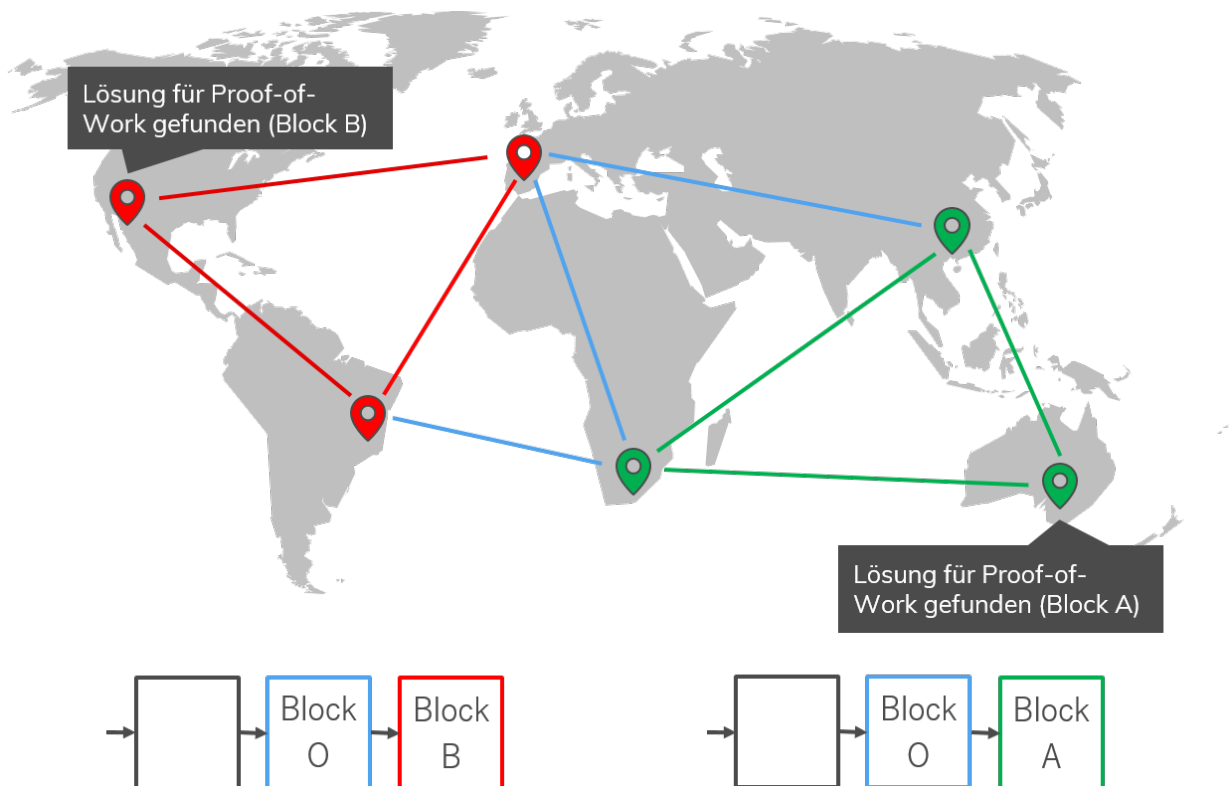 Lösung für Proof-of-
Work gefunden (Block B)
Lösung für Proof-of-
Work gefunden (Block A)
Block
O
Block
B
Block
O
Block
A